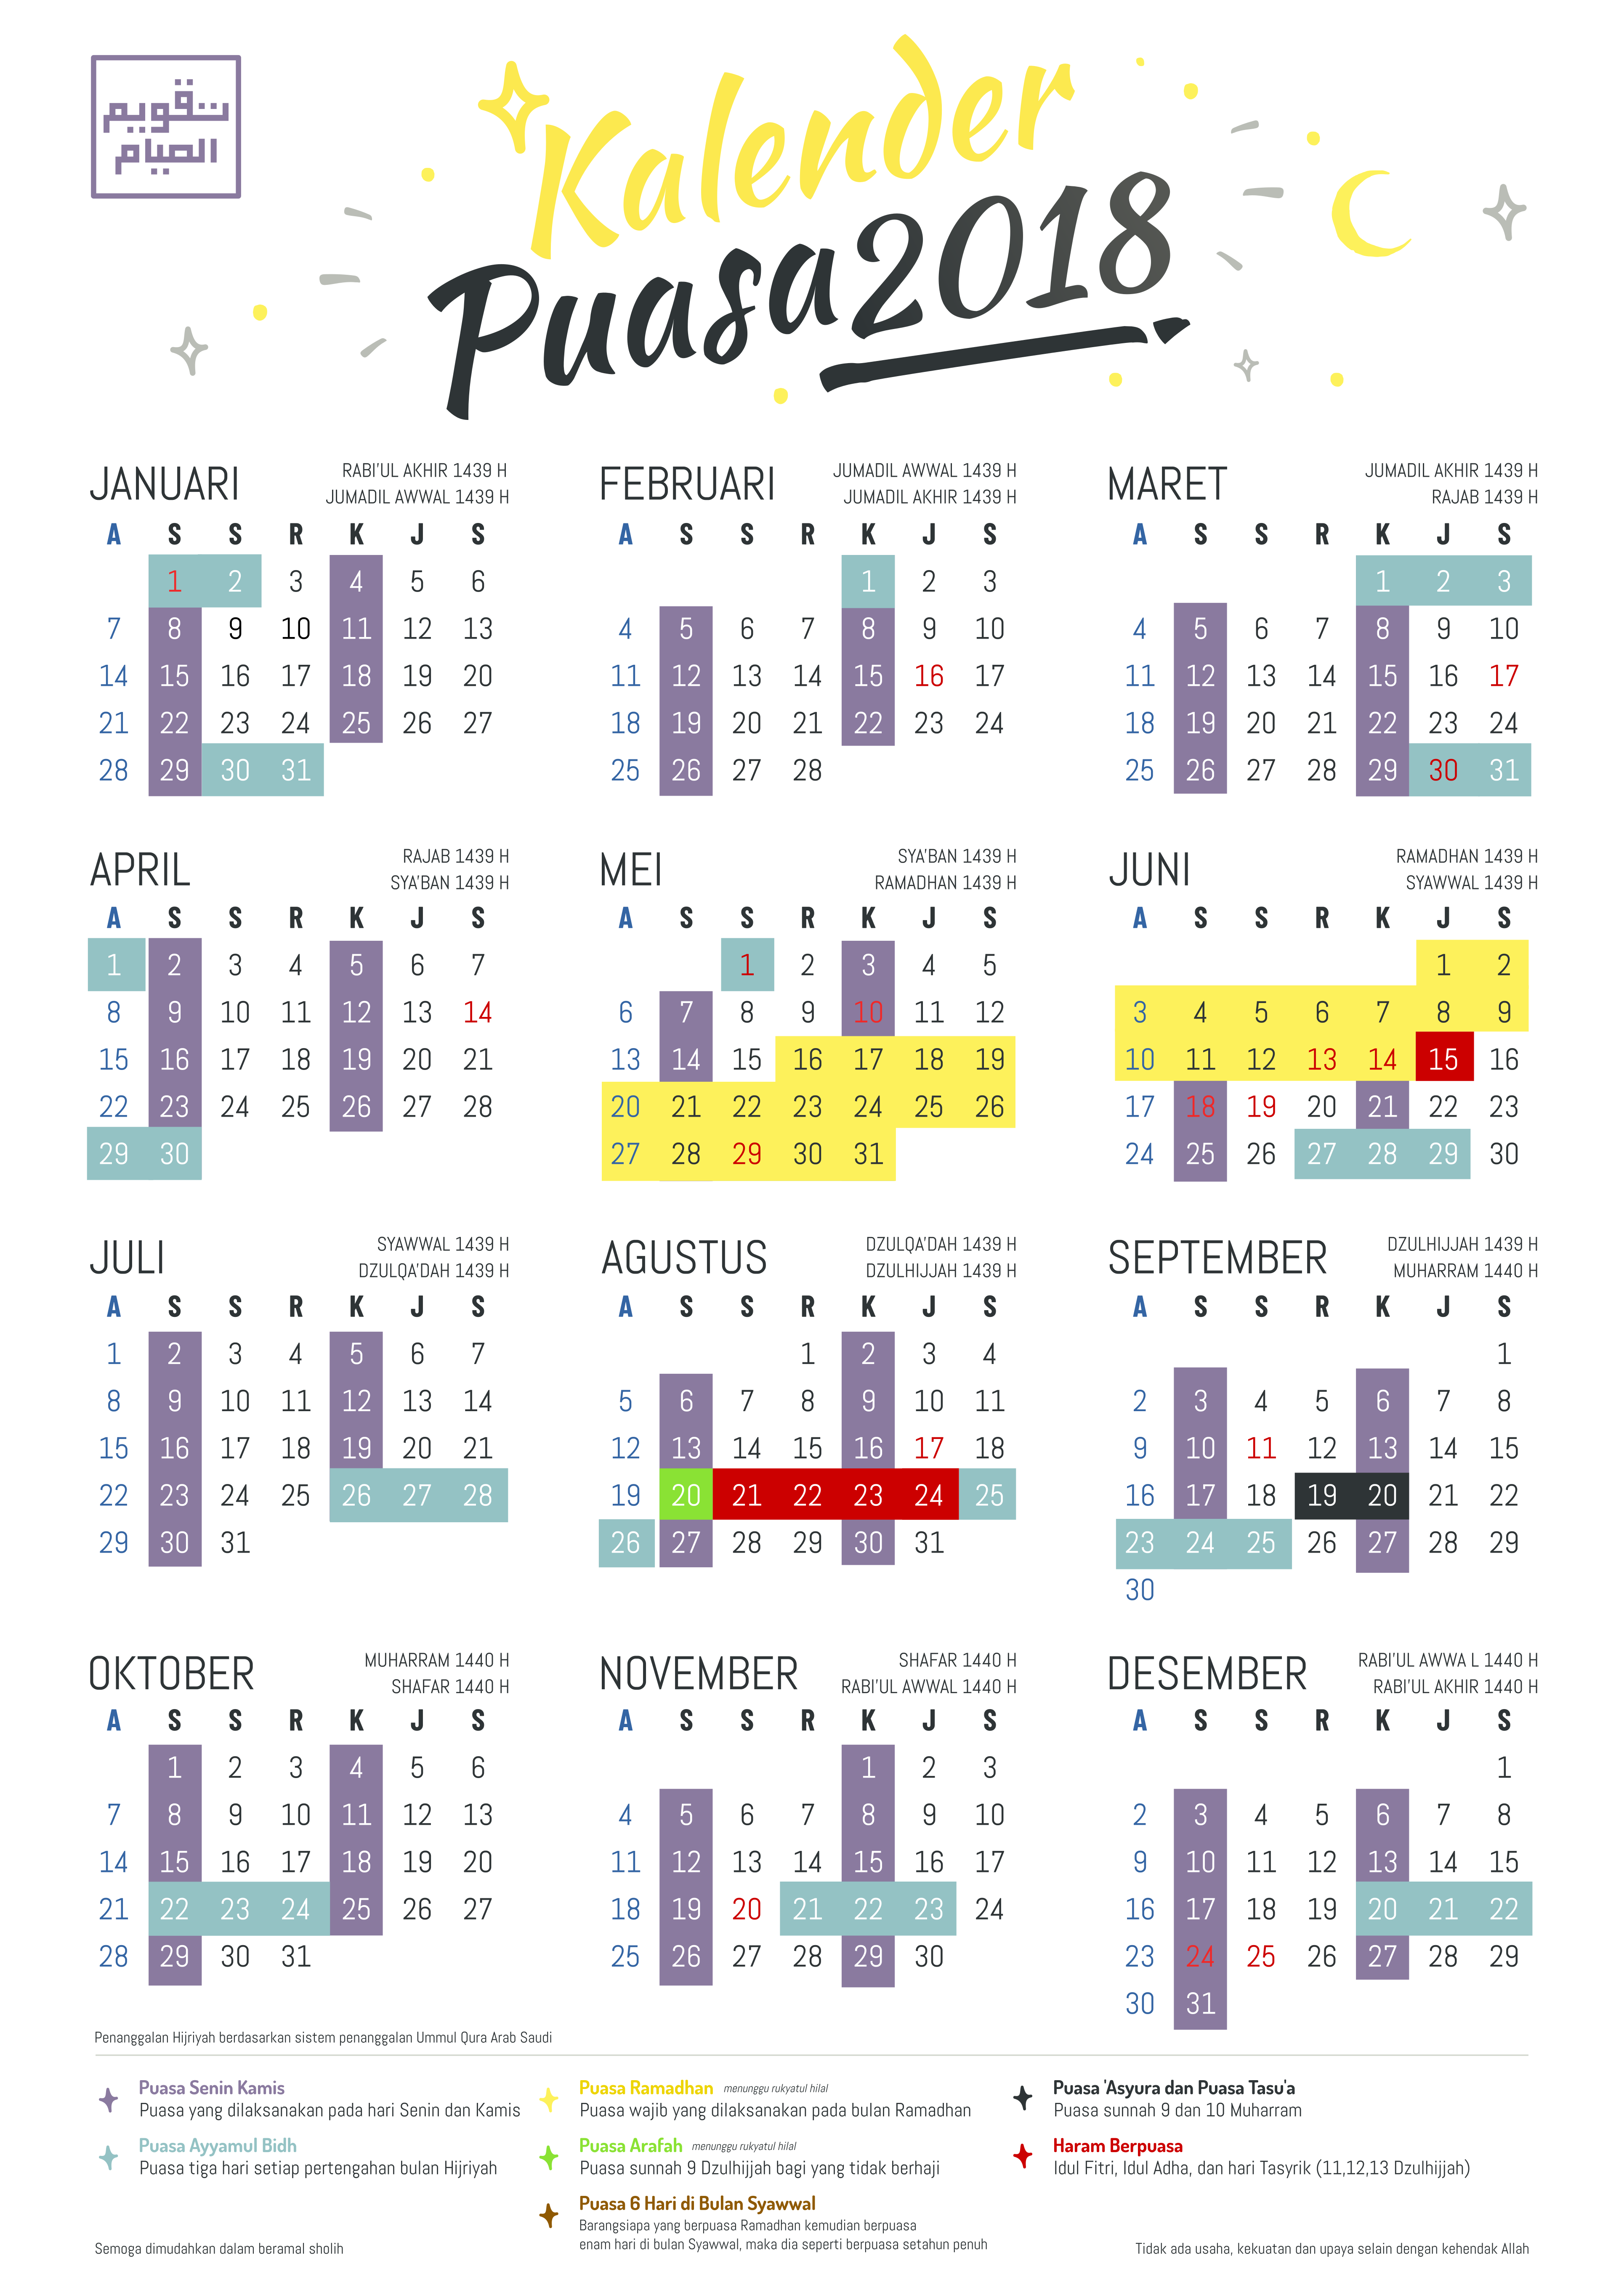 تقويم
الصيام
Kalender
Puasa 2018
JANUARI
RABI'UL AKHIR 1439 H
JUMADIL AWWAL 1439 H
A S S R K J S
1 2 3 4 5 6
7 8 9 10 11 12 13
14 15 16 17 18 19 20
21 22 23 24 25 26 27
28 29 30 31
FEBRUARI
JUMADIL AWWAL 1439 H
JUMADIL AKHIR 1439 H
A S S R K J S
1 2 3
4 5 6 7 8 9 10
11 12 13 14 15 16 17
18 19 20 21 22 23 24
25 26 27 28
MARET
JUMADIL AKHIR 1439 H
RAJAB 1439 H
A S S R K J S
1 2 3
4 5 6 7 8 9 10
11 12 13 14 15 16 17
18 19 20 21 22 23 24
25 26 27 28 29 30 31
APRIL
RAJAB 1439 H
SYA'BAN 1439 H
A S S R K J S
1 2 3 4 5 6 7
8 9 10 11 12 13 14
15 16 17 18 19 20 21
22 23 24 25 26 27 28
29 30
MEI
SYA'BAN 1439 H
RAMADHAN 1439 H
A S S R K J S
1 2 3 4 5
6 7 8 9 10 11 12
13 14 15 16 17 18 19
20 21 22 23 24 25 26
27 28 29 30 31
JUNI
RAMADHAN 1439 H
SYAWWAL 1439 H
A S S R K J S
1 2
3 4 5 6 7 8 9
10 11 12 13 14 15 16
17 18 19 20 21 22 23
24 25 26 27 28 29 30
JULI
SYAWWAL 1439 H
DZULQA'DAH 1439 H
A S S R K J S
1 2 3 4 5 6 7
8 9 10 11 12 13 14
15 16 17 18 19 20 21
22 23 24 25 26 27 28
29 30 31
AGUSTUS
DZULQA'DAH 1439 H
DZULHIJJAH 1439 H
A S S R K J S
1 2 3 4
5 6 7 8 9 10 11
12 13 14 15 16 17 18
19 20 21 22 23 24 25
26 27 28 29 30 31
SEPTEMBER
DZULHIJJAH 1439 H
MUHARRAM 1440 H
A S S R K J S
1
2 3 4 5 6 7 8
9 10 11 12 13 14 15
16 17 18 19 20 21 22
23 24 25 26 27 28 29
30
OKTOBER
MUHARRAM 1440 H
SHAFAR 1440 H
A S S R K J S
1 2 3 4 5 6
7 8 9 10 11 12 13
14 15 16 17 18 19 20
21 22 23 24 25 26 27
28 29 30 31
NOVEMBER
SHAFAR 1440 H
RABI'UL AWWAL 1440 H
A S S R K J S
1 2 3
4 5 6 7 8 9 10
11 12 13 14 15 16 17
18 19 20 21 22 23 24
25 26 27 28 29 30
DESEMBER
RABI'UL AWWA L 1440 H
RABI'UL AKHIR 1440 H
A S S R K J S
1
2 3 4 5 6 7 8
9 10 11 12 13 14 15
16 17 18 19 20 21 22
23 24 25 26 27 28 29
30 31
Penanggalan Hijriyah berdasarkan sistem penanggalan Ummul Qura Arab Saudi
Puasa Senin Kamis
Puasa yang dilaksanakan pada hari Senin dan Kamis
Puasa Ayyamul Bidh
Puasa tiga hari setiap pertengahan bulan Hijriyah
Puasa Ramadhan menunggu rukyatul hilal
Puasa wajib yang dilaksanakan pada bulan Ramadhan
Puasa Arafah menunggu rukyatul hilal
Puasa sunnah 9 Dzulhijjah bagi yang tidak berhaji
Puasa 6 Hari di Bulan Syawwal
Barangsiapa yang berpuasa Ramadhan kemudian berpuasa
enam hari di bulan Syawwal, maka dia seperti berpuasa setahun penuh
Puasa 'Asyura dan Puasa Tasu'a
Puasa sunnah 9 dan 10 Muharram
Haram Berpuasa
Idul Fitri, Idul Adha, dan hari Tasyrik (11,12,13 Dzulhijjah)
Semoga dimudahkan dalam beramal sholih
Tidak ada usaha, kekuatan dan upaya selain dengan kehendak Allah